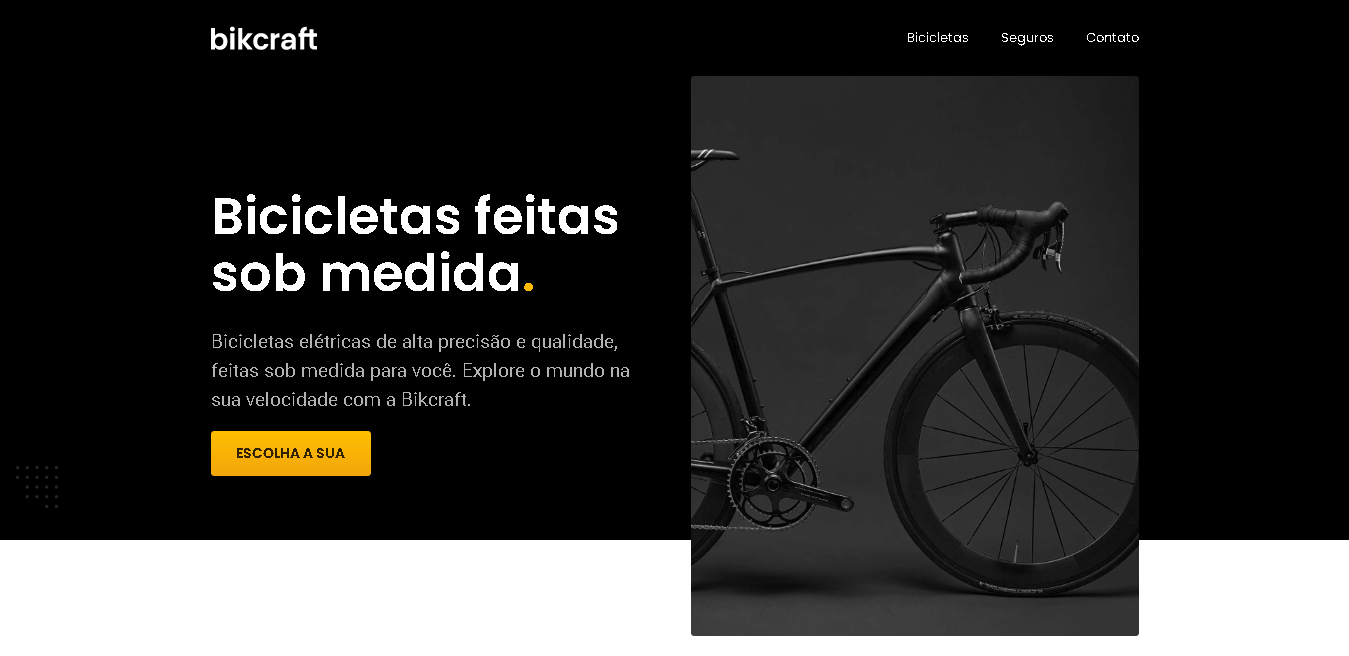 bikcraft
Bicicletas
Seguros
Contato
Bicicletas feitas
sob medida.
Bicicletas elétricas de alta precisão e qualidade,
feitas sob medida para você. Explore o mundo na
sua velocidade com a Bikcraft.
ESCOLHA A SUA